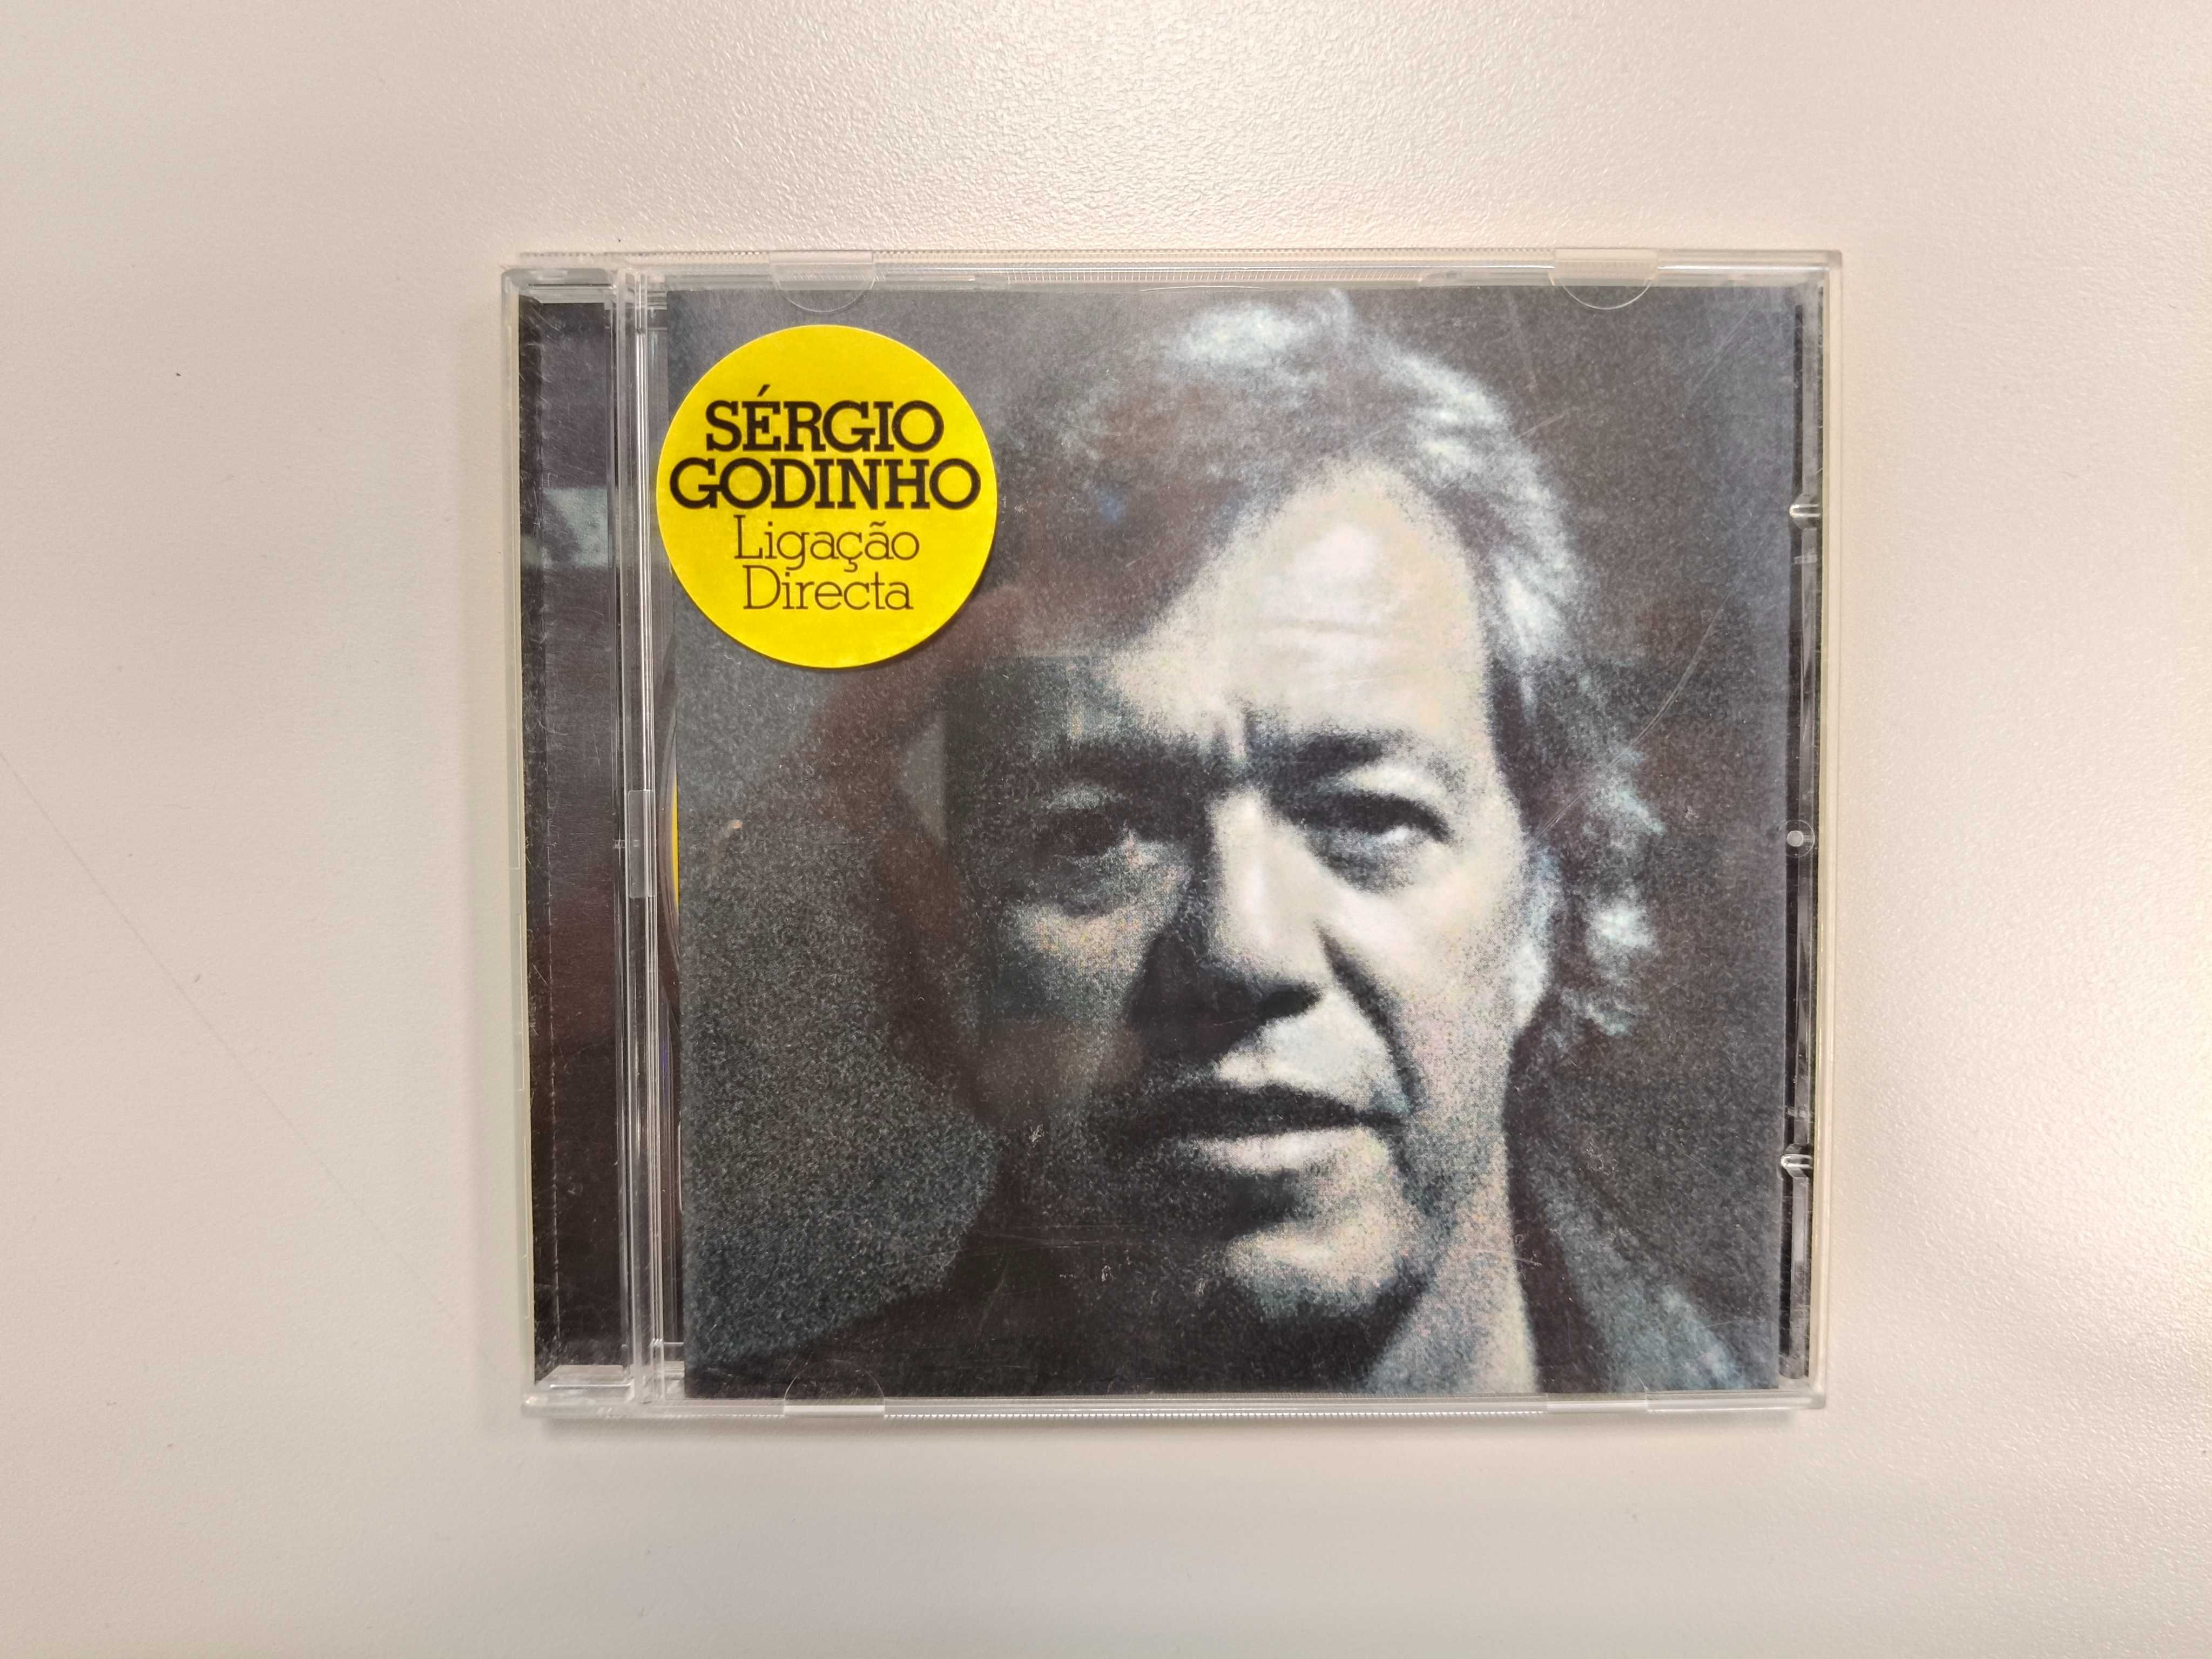 SÉRGIO
GODINHO
Ligação
Directa